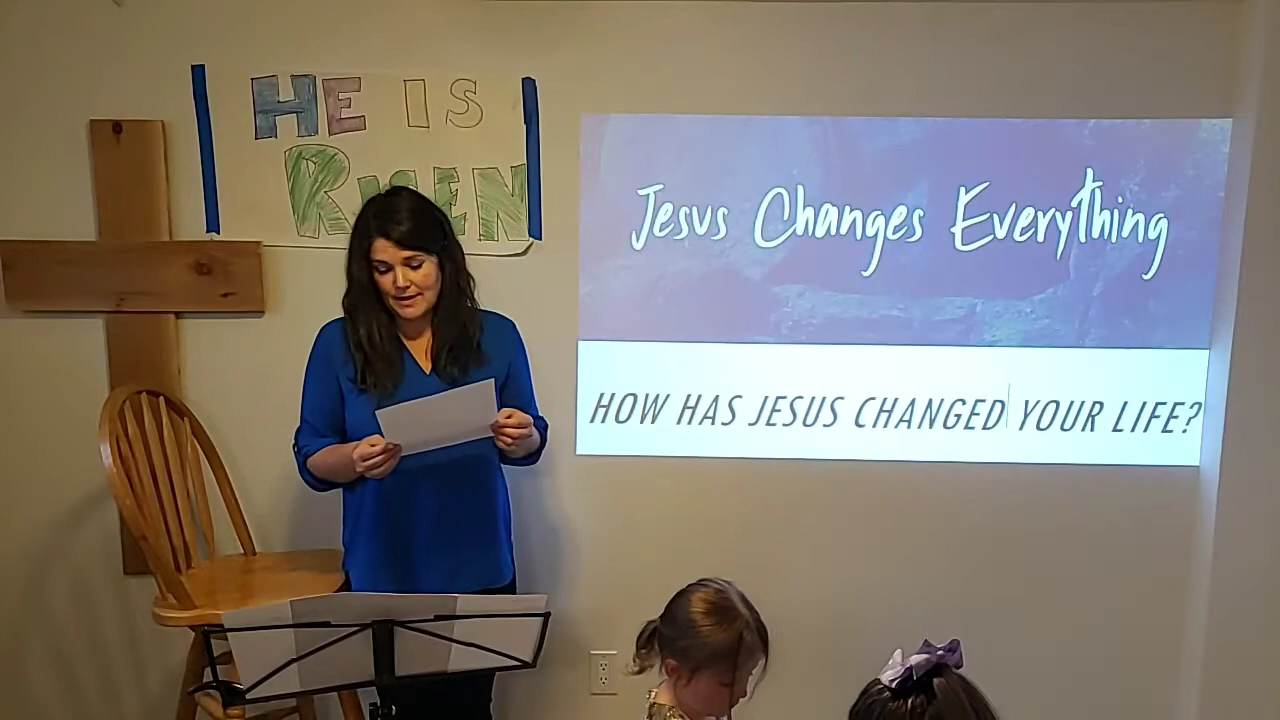 HE IS
RISEN
Jesus Changes Everything
HOW HAS JESUS CHANGED YOUR LIFE?